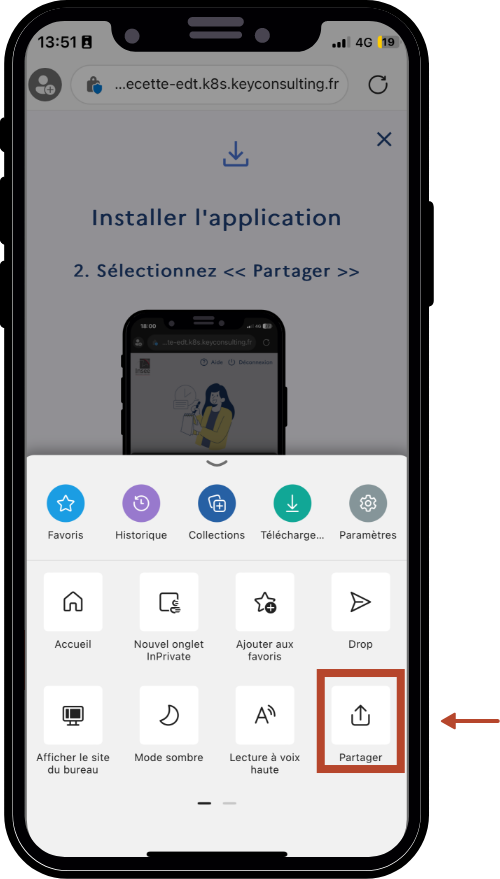 13:51 4G 19
...ecette-edt.k8s.keyconsulting.fr
Installer l'application
2. Sélectionnez << Partager >>
18:00 4G
...te-edt.k8s.keyconsulting.fr
Aide Déconnexion
Favoris Historique Collections Télécharge... Paramètres
Accueil Nouvel onglet Ajouter aux Drop
InPrivate favoris
Afficher le site Mode sombre Lecture à voix Partager
du bureau haute